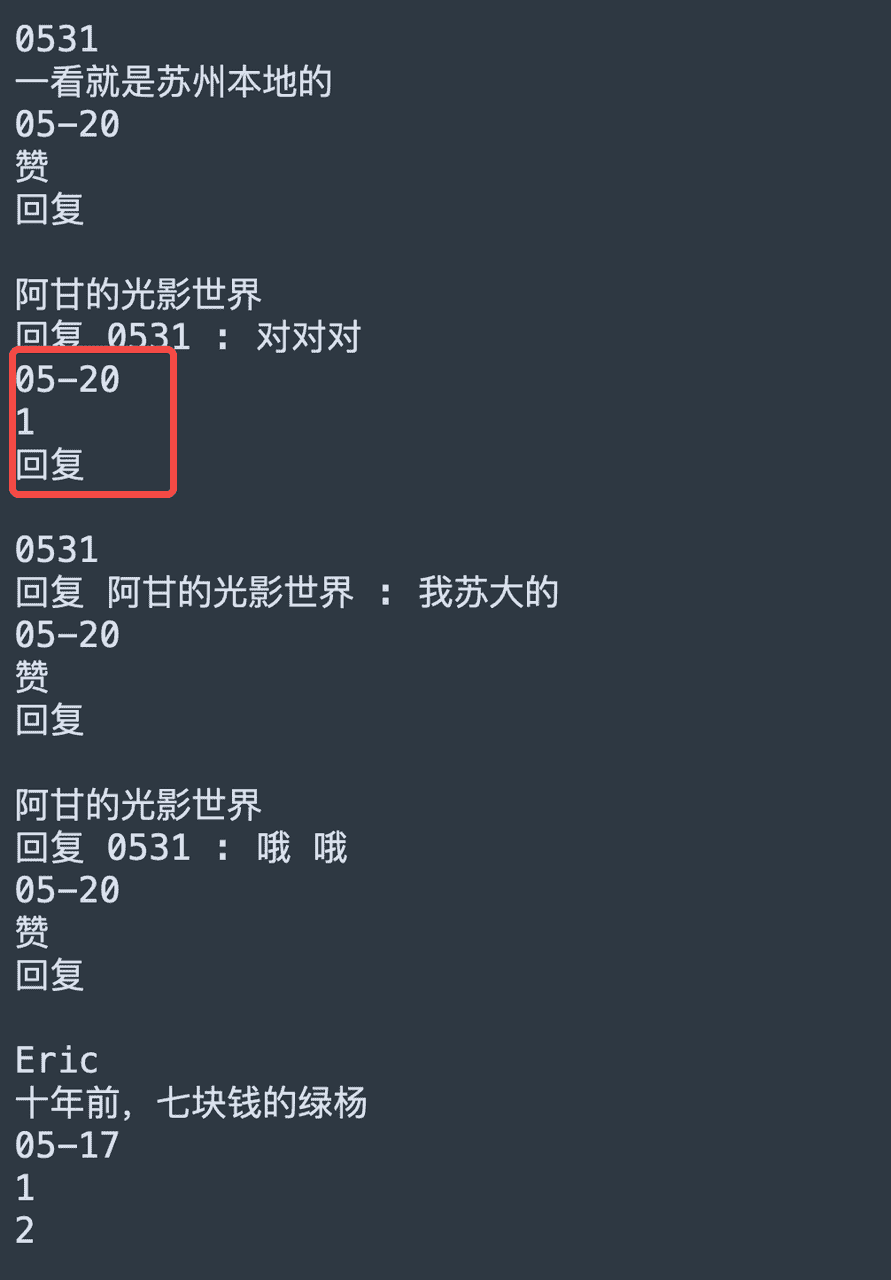 0531
一看就是苏州本地的
05-20
赞
回复
阿甘的光影世界
回复 0531 : 对对对
05-20
1
回复
0531
回复 阿甘的光影世界 : 我苏大的
05-20
赞
回复
阿甘的光影世界
回复 0531 : 哦 哦
05-20
赞
回复
Eric
十年前，七块钱的绿杨
05-17
1
2